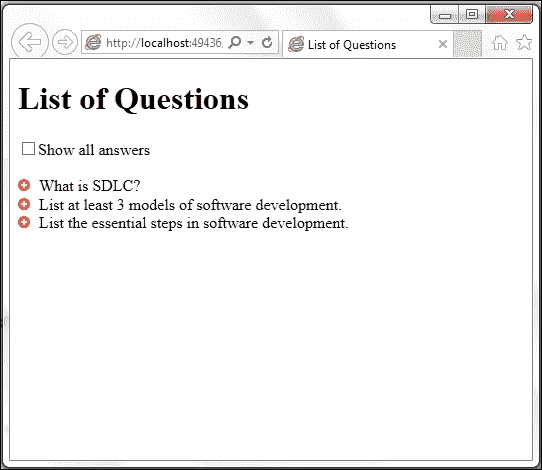 http://localhost:49436,
List of Questions
List of Questions
Show all answers
What is SDLC?
List at least 3 models of software development.
List the essential steps in software development.